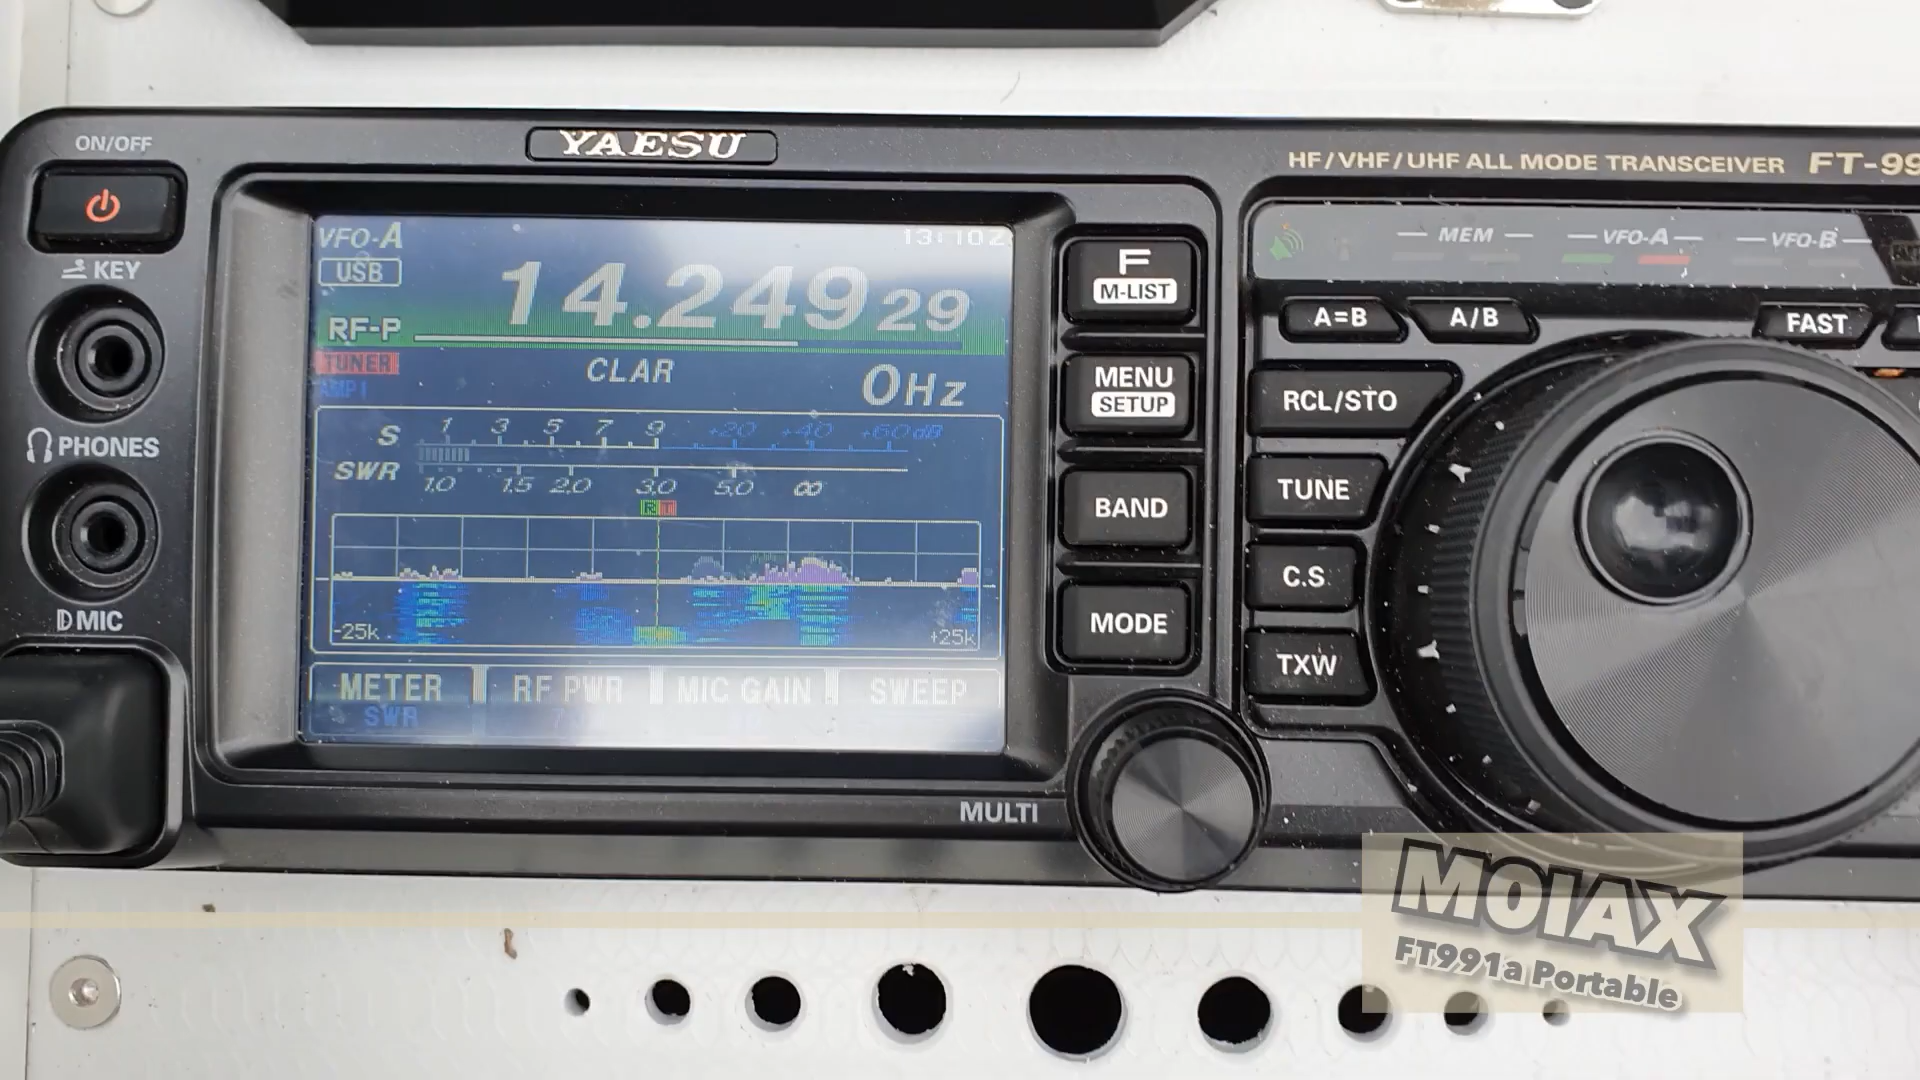 ON/OFF
YAESU
HF/VHF/UHF ALL MODE TRANSCEIVER FT-99
KEY
PHONES
MIC
VFO-A
USB
14.249 29
RF-P
TUNER
CLAR
0Hz
S 1 3 5 7 9 +20 +40 +60dB
SWR
1.0 1.5 2.0 3.0 5.0 ∞
R T
-25k +25k
METER RF PWR MIC GAIN SWEEP
SWR
F
M-LIST
MENU
SETUP
BAND
MODE
MULTI
MEM VFO-A VFO-B
A=B A/B FAST
RCL/STO
TUNE
C.S
TXW
M0IAX
FT991a Portable